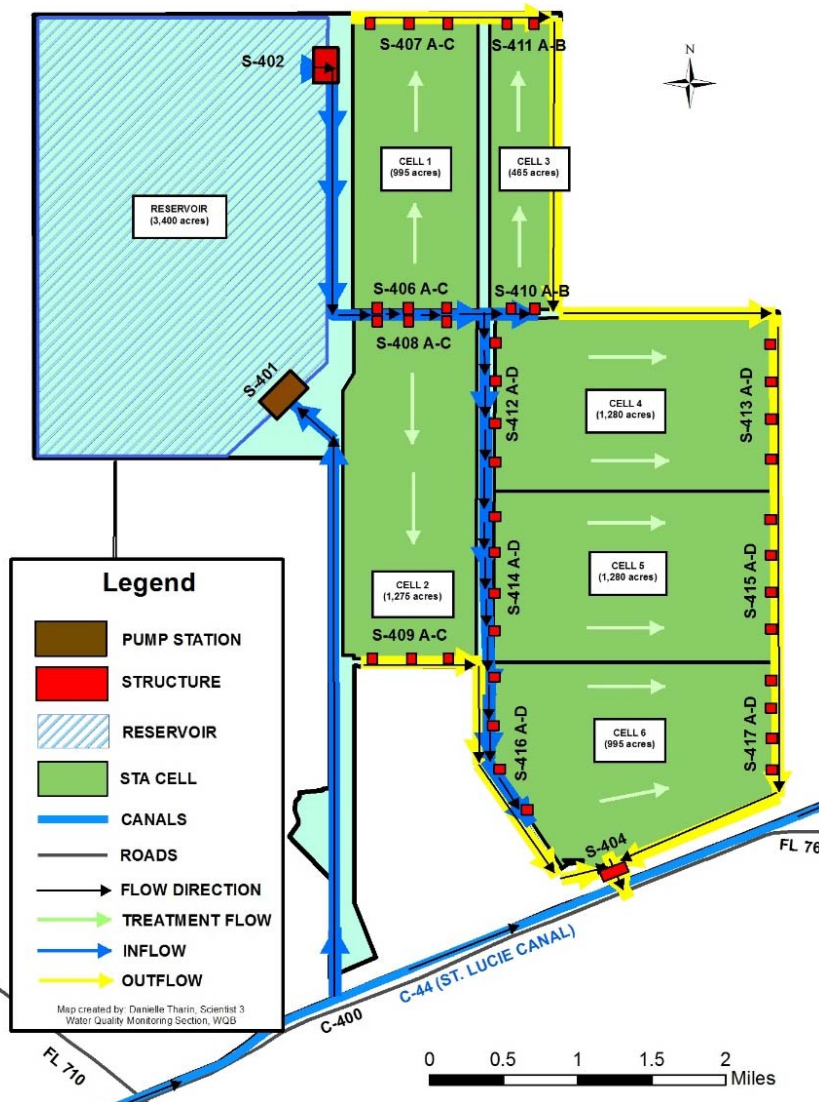 S-407 A-C
S-411 A-B
S-402
N
CELL 1
(995 acres)
CELL 3
(465 acres)
RESERVOIR
(3,400 acres)
S-406 A-C
S-410 A-B
S-408 A-C
S-401
S-412 A-D
CELL 4
(1,280 acres)
S-413 A-D
S-414 A-D
CELL 5
(1,280 acres)
S-415 A-D
CELL 2
(1,275 acres)
S-409 A-C
S-416 A-D
CELL 6
(995 acres)
S-417 A-D
S-404
FL 76
C-44 (ST. LUCIE CANAL)
C-400
FL 710
Legend
PUMP STATION
STRUCTURE
RESERVOIR
STA CELL
CANALS
ROADS
FLOW DIRECTION
TREATMENT FLOW
INFLOW
OUTFLOW
Map created by: Danielle Tharin, Scientist 3
Water Quality Monitoring Section, WQB
0 0.5 1 1.5 2
Miles